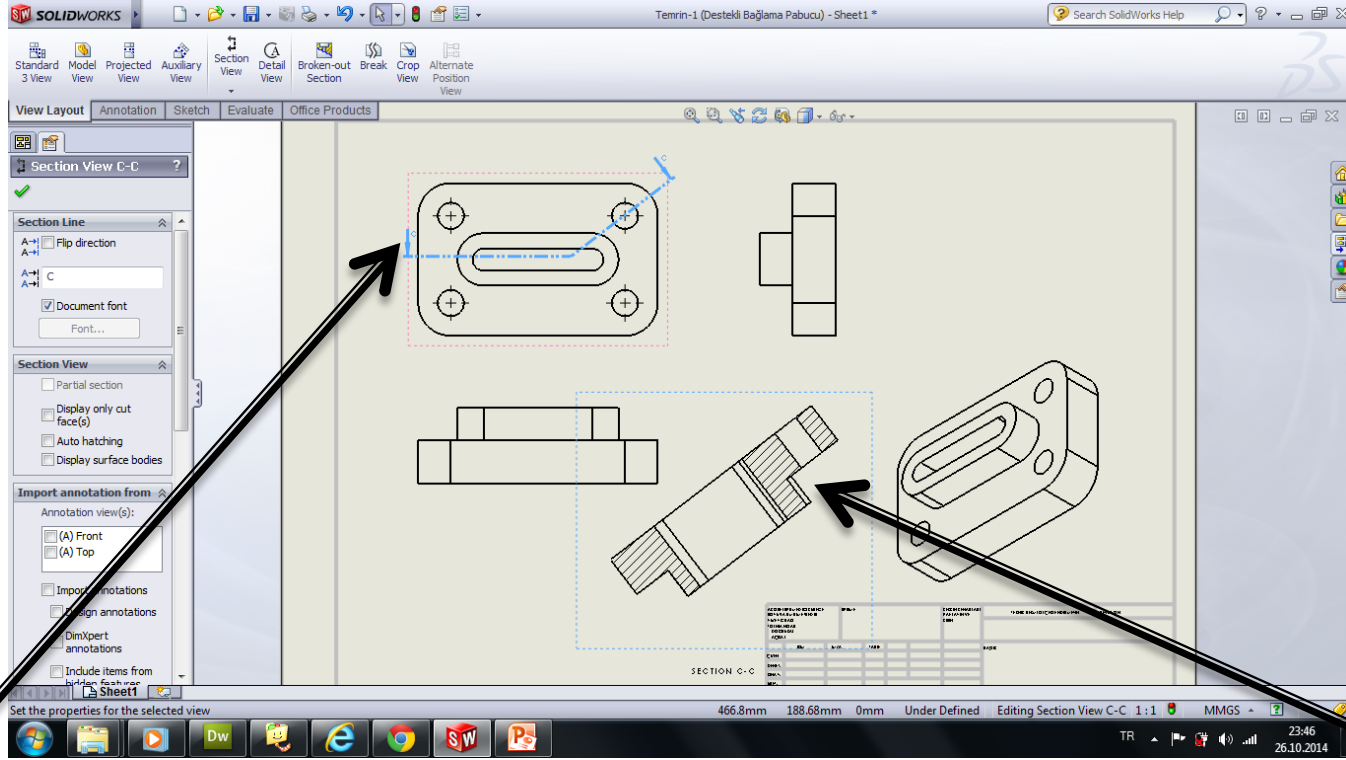 SOLIDWORKS
Temrin-1 (Destekli Bağlama Pabucu) - Sheet1 *
Search SolidWorks Help
Standard 3 View
Model View
Projected View
Auxiliary View
Section View
Detail View
Broken-out Section
Break
Crop View
Alternate Position View
View Layout Annotation Sketch Evaluate Office Products
Section View C-C ?
Section Line
Flip direction
C
Document font
Font...
Section View
Partial section
Display only cut
face(s)
Auto hatching
Display surface bodies
Import annotation from
Annotation view(s):
(A) Front
(A) Top
Import annotations
Design annotations
DimXpert
annotations
Include items from
hidden features
C
C
SECTION C-C
Sheet1
Set the properties for the selected view 466.8mm 188.68mm 0mm Under Defined Editing Section View C-C 1:1 MMGS
Dw
TR
23:46
26.10.2014